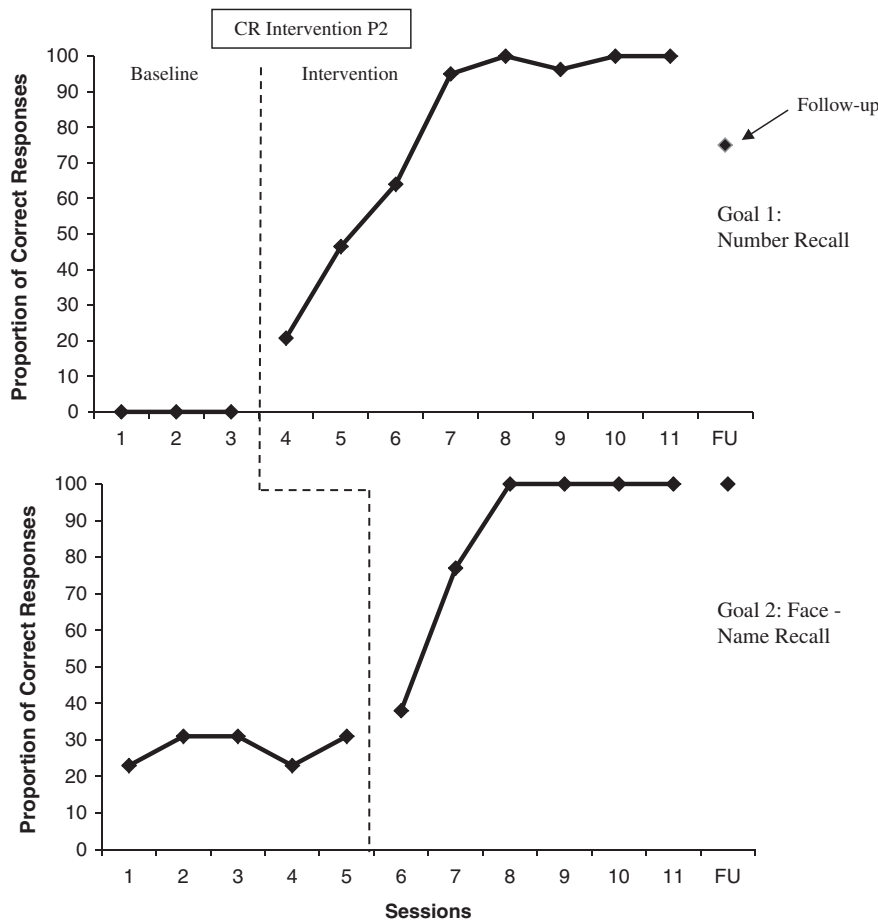 CR Intervention P2
Baseline
Intervention
Proportion of Correct Responses
100
90
80
70
60
50
40
30
20
10
0
1 2 3 4 5 6 7 8 9 10 11 FU
Follow-up
Goal 1:
Number Recall
Proportion of Correct Responses
100
90
80
70
60
50
40
30
20
10
0
1 2 3 4 5 6 7 8 9 10 11 FU
Goal 2: Face -
Name Recall
Sessions